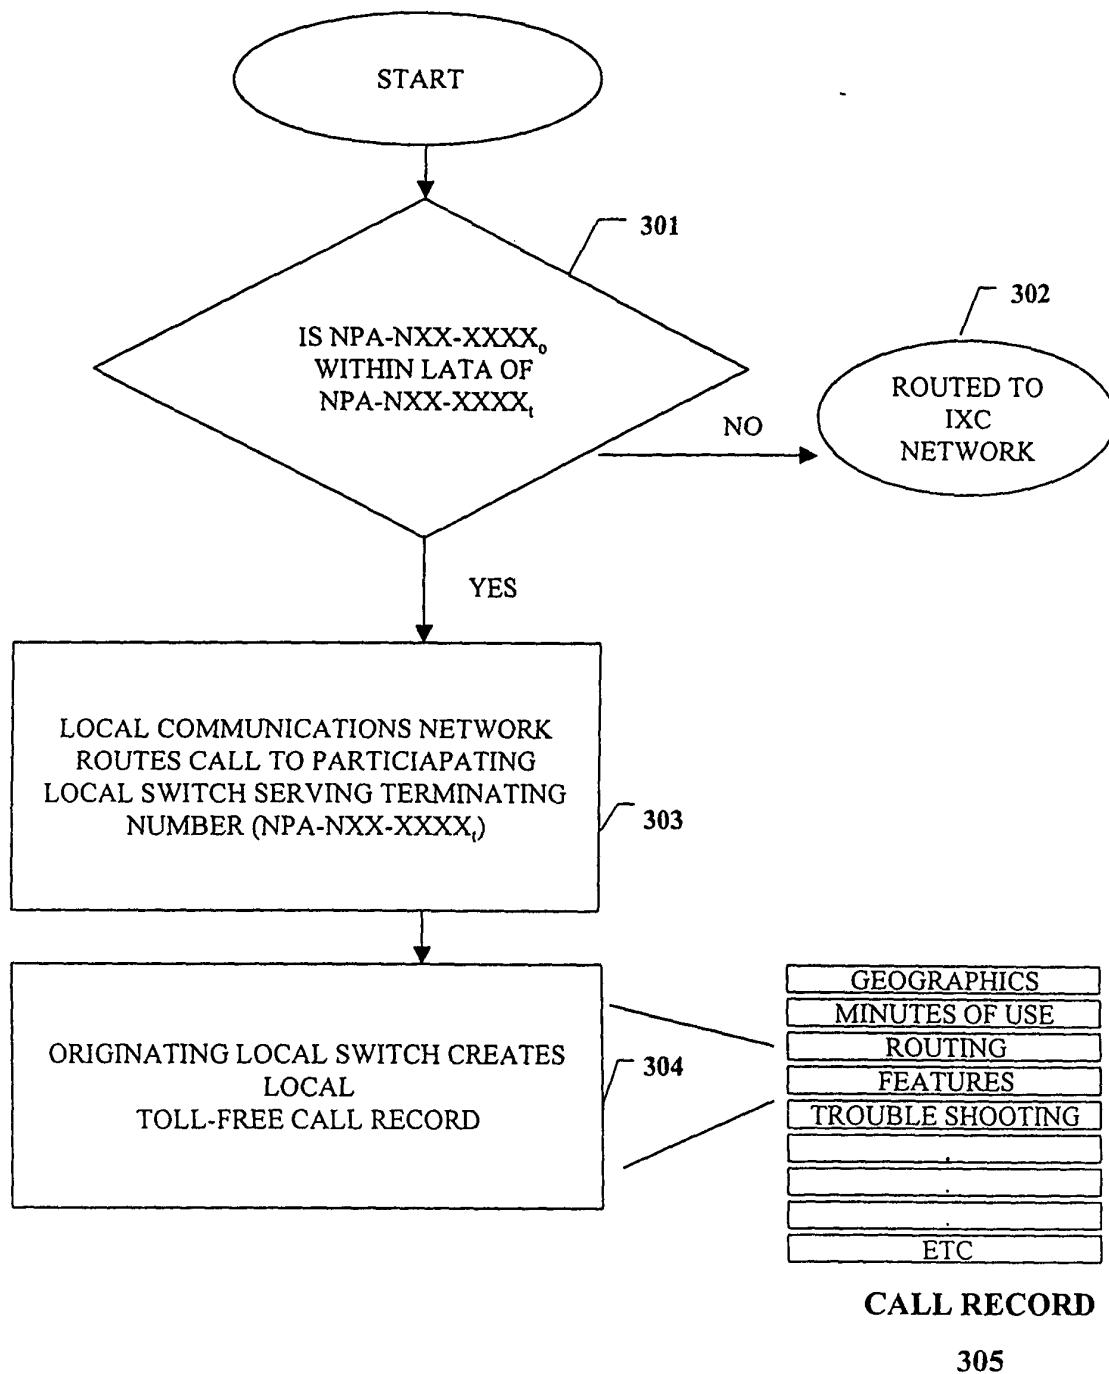 START
301
IS NPA-NXX-XXXXₒ
WITHIN LATA OF
NPA-NXX-XXXXₜ
302
ROUTED TO
IXC
NETWORK
NO
YES
LOCAL COMMUNICATIONS NETWORK
ROUTES CALL TO PARTICIAPATING
LOCAL SWITCH SERVING TERMINATING
NUMBER (NPA-NXX-XXXXₜ)
303
ORIGINATING LOCAL SWITCH CREATES
LOCAL
TOLL-FREE CALL RECORD
304
GEOGRAPHICS
MINUTES OF USE
ROUTING
FEATURES
TROUBLE SHOOTING
.
.
.
ETC
CALL RECORD
305